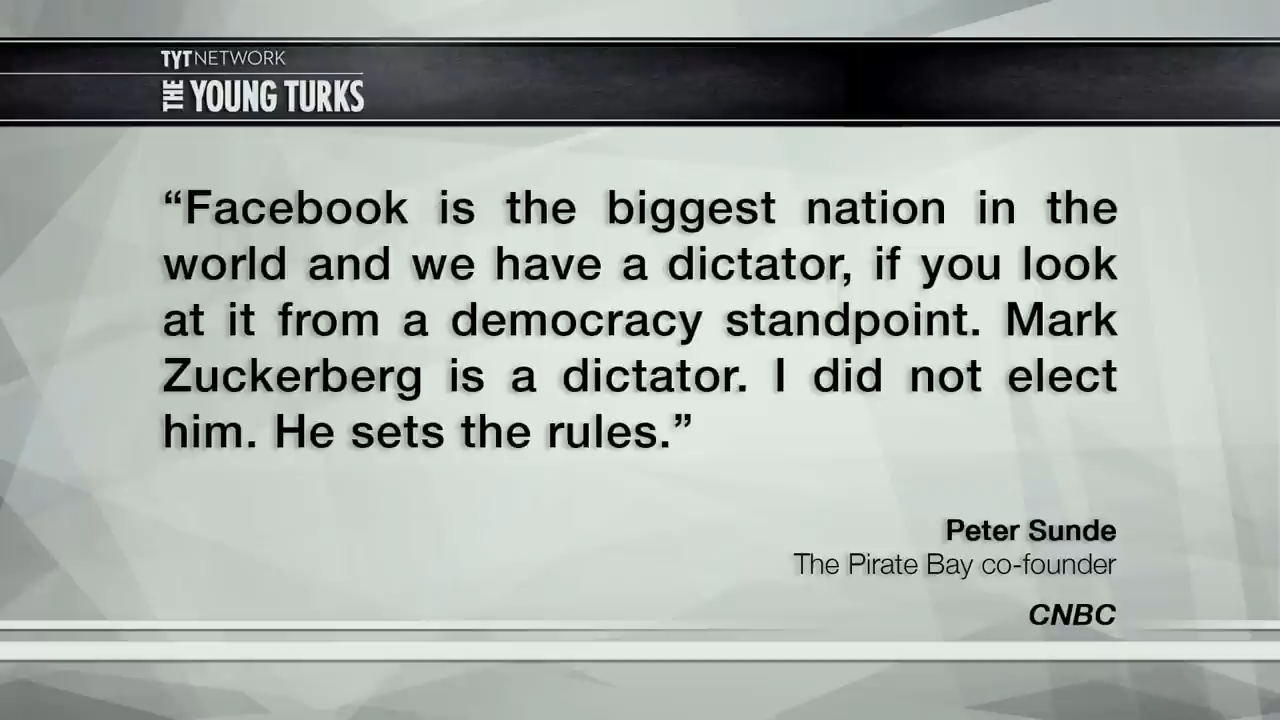 TYTNETWORK
THE YOUNG TURKS
“Facebook is the biggest nation in the
world and we have a dictator, if you look
at it from a democracy standpoint. Mark
Zuckerberg is a dictator. I did not elect
him. He sets the rules.”
Peter Sunde
The Pirate Bay co-founder
CNBC